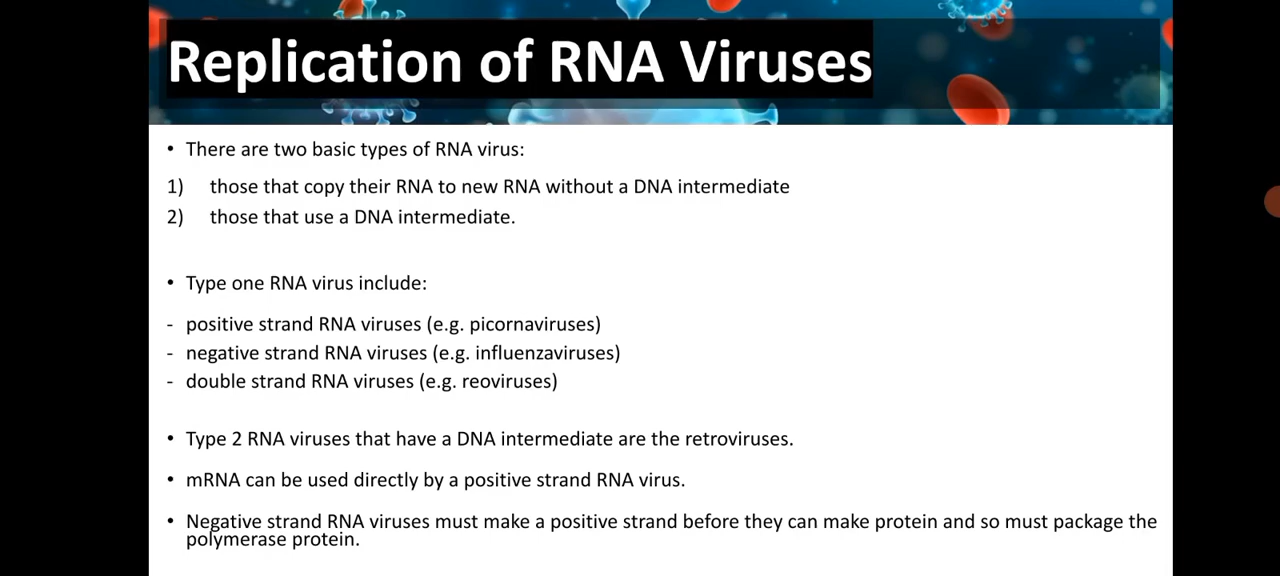 Replication of RNA Viruses
• There are two basic types of RNA virus:
1) those that copy their RNA to new RNA without a DNA intermediate
2) those that use a DNA intermediate.
• Type one RNA virus include:
- positive strand RNA viruses (e.g. picornaviruses)
- negative strand RNA viruses (e.g. influenzaviruses)
- double strand RNA viruses (e.g. reoviruses)
• Type 2 RNA viruses that have a DNA intermediate are the retroviruses.
• mRNA can be used directly by a positive strand RNA virus.
• Negative strand RNA viruses must make a positive strand before they can make protein and so must package the
polymerase protein.